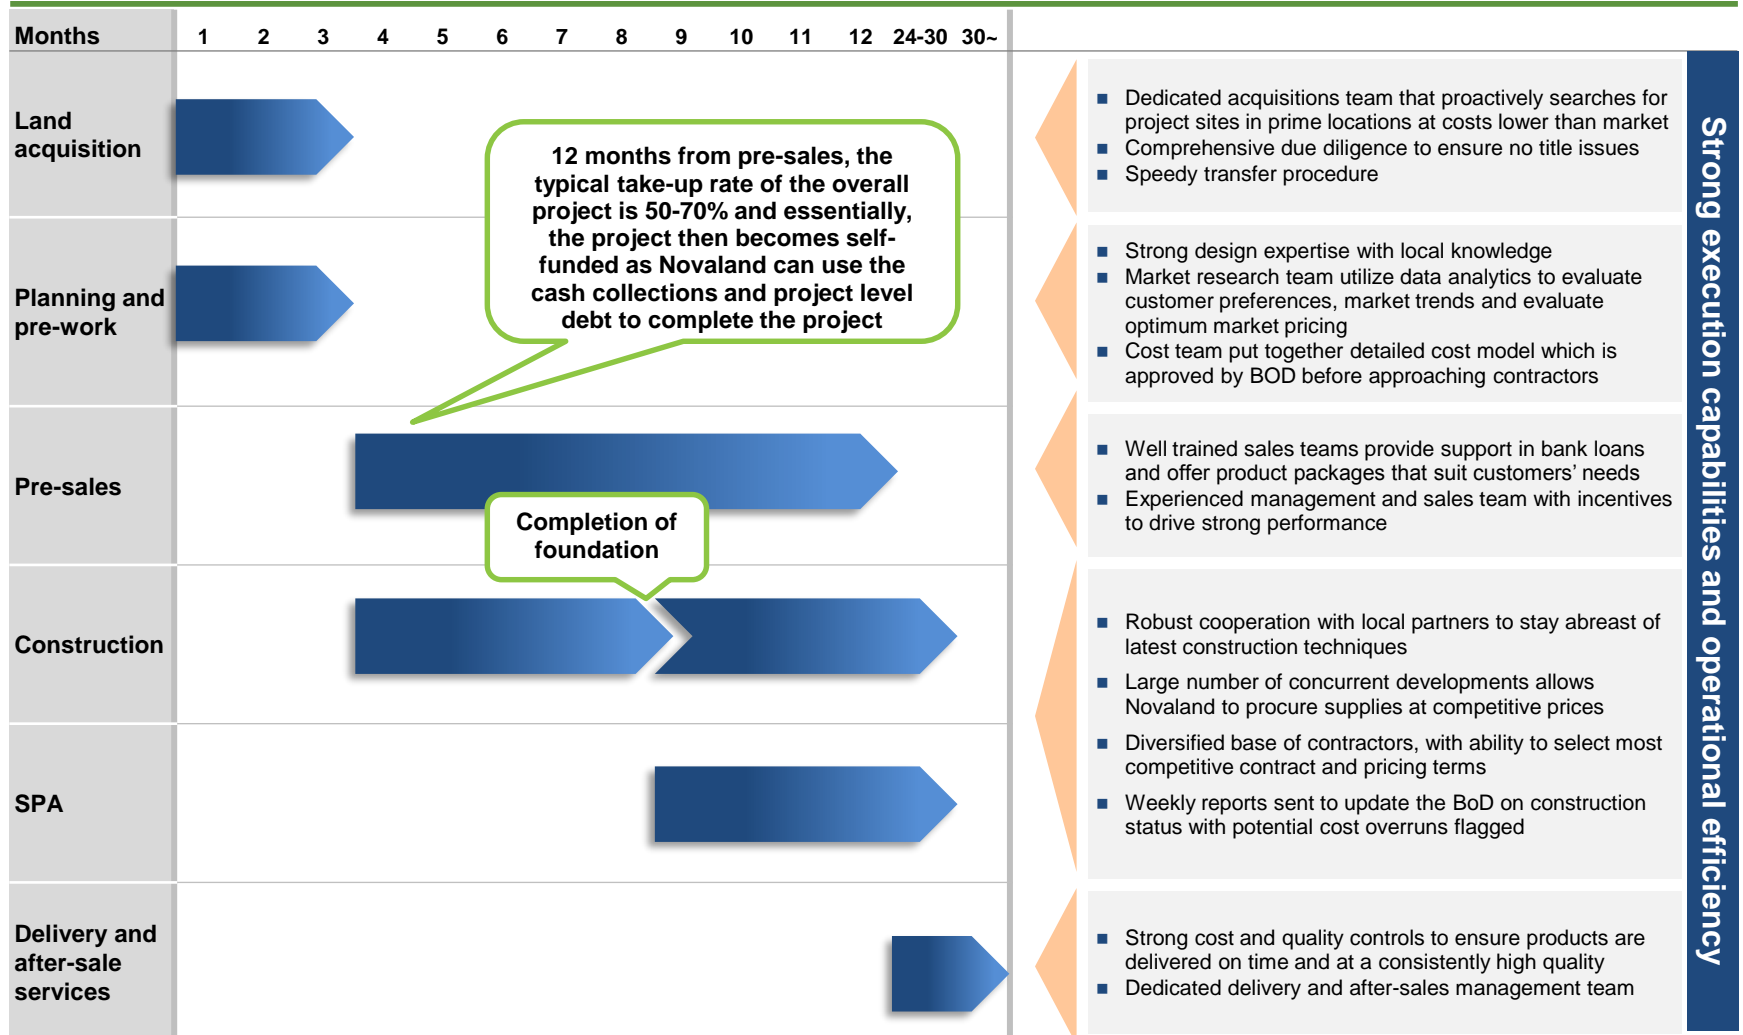 Months 1 2 3 4 5 6 7 8 9 10 11 12 24-30 30~
Land
acquisition
12 months from pre-sales, the
typical take-up rate of the overall
project is 50-70% and essentially,
the project then becomes self-
funded as Novaland can use the
cash collections and project level
debt to complete the project
■ Dedicated acquisitions team that proactively searches for
project sites in prime locations at costs lower than market
■ Comprehensive due diligence to ensure no title issues
■ Speedy transfer procedure
Planning and
pre-work
■ Strong design expertise with local knowledge
■ Market research team utilize data analytics to evaluate
customer preferences, market trends and evaluate
optimum market pricing
■ Cost team put together detailed cost model which is
approved by BOD before approaching contractors
Pre-sales
■ Well trained sales teams provide support in bank loans
and offer product packages that suit customers’ needs
■ Experienced management and sales team with incentives
to drive strong performance
Completion of
foundation
Construction
■ Robust cooperation with local partners to stay abreast of
latest construction techniques
■ Large number of concurrent developments allows
Novaland to procure supplies at competitive prices
■ Diversified base of contractors, with ability to select most
competitive contract and pricing terms
■ Weekly reports sent to update the BoD on construction
status with potential cost overruns flagged
SPA
Delivery and
after-sale
services
■ Strong cost and quality controls to ensure products are
delivered on time and at a consistently high quality
■ Dedicated delivery and after-sales management team
Strong execution capabilities and operational efficiency